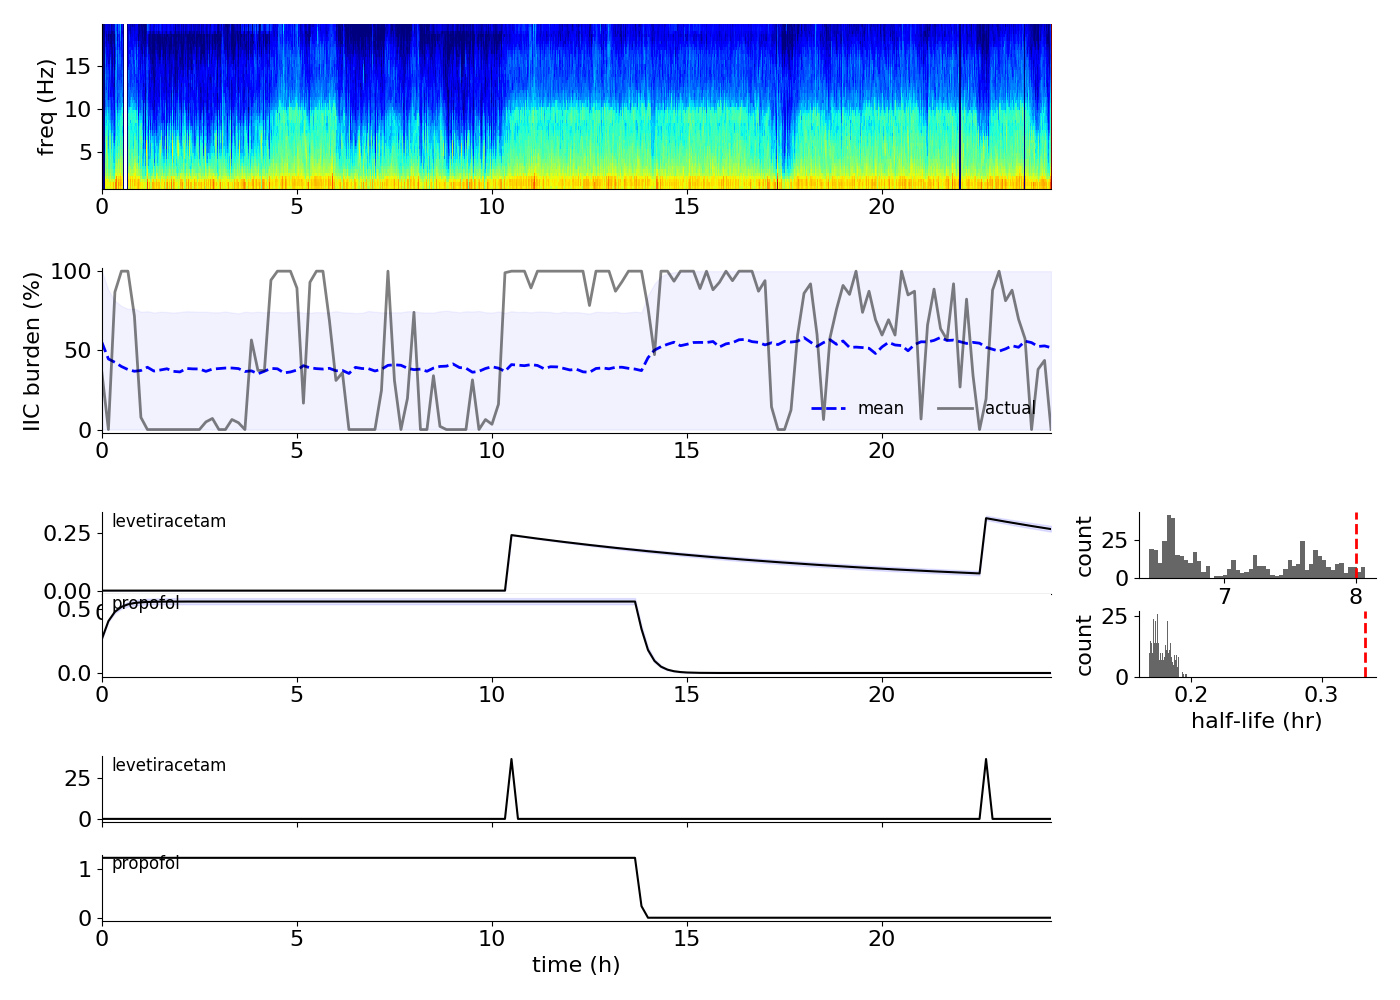 freq (Hz)
15
10
5
0 5 10 15 20
IIC burden (%)
100
50
0
mean actual
0 5 10 15 20
levetiracetam
0.25
0.00
propofol
0.5
0.0
0 5 10 15 20
count
25
0
7 8
count
25
0
0.2 0.3
half-life (hr)
levetiracetam
25
0
propofol
1
0
0 5 10 15 20
time (h)